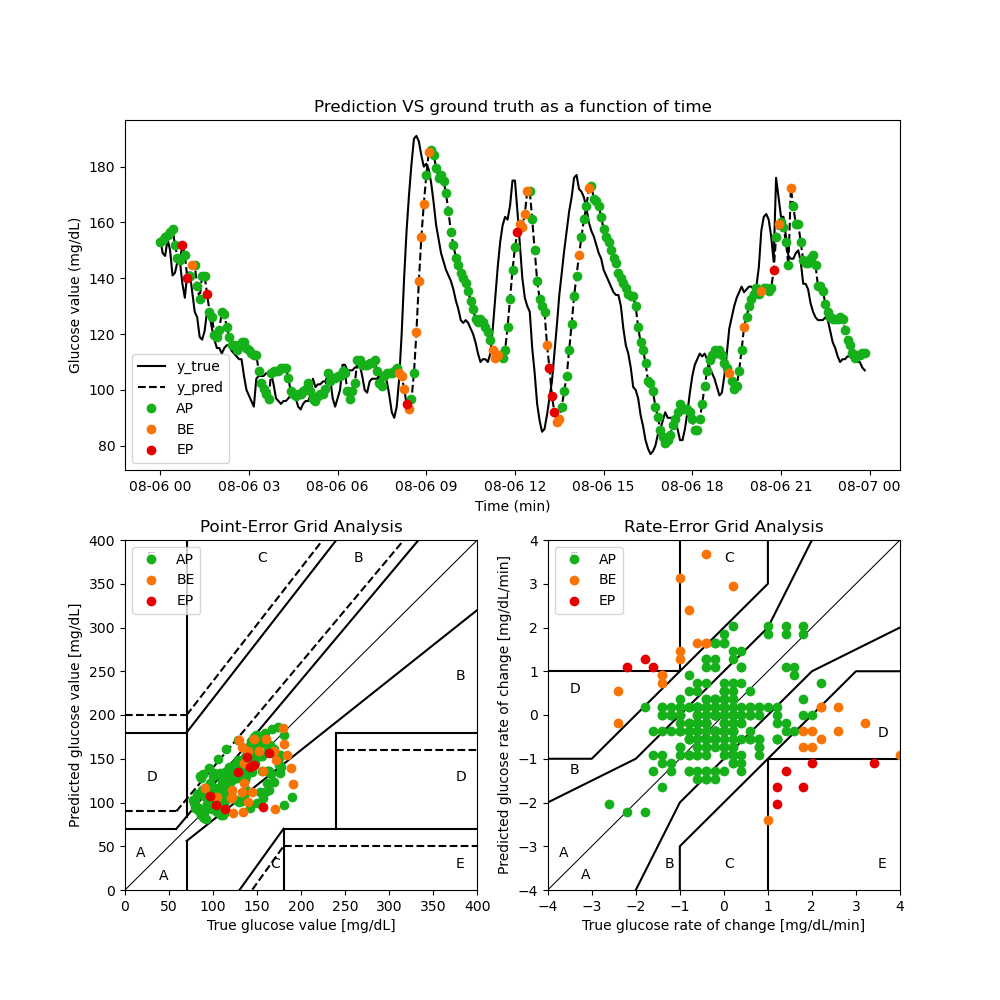 Prediction VS ground truth as a function of time
Glucose value (mg/dL)
180
160
140
120
100
80
y_true
y_pred
AP
BE
EP
08-06 00 08-06 03 08-06 06 08-06 09 08-06 12 08-06 15 08-06 18 08-06 21 08-07 00
Time (min)
Point-Error Grid Analysis
Predicted glucose value [mg/dL]
400
350
300
250
200
150
100
50
0
AP
BE
EP
C B
B
D D
A A C E
0 50 100 150 200 250 300 350 400
True glucose value [mg/dL]
Rate-Error Grid Analysis
Predicted glucose rate of change [mg/dL/min]
4
3
2
1
0
−1
−2
−3
−4
AP
BE
EP
C
D
D
B
A A B C E
−4 −3 −2 −1 0 1 2 3 4
True glucose rate of change [mg/dL/min]